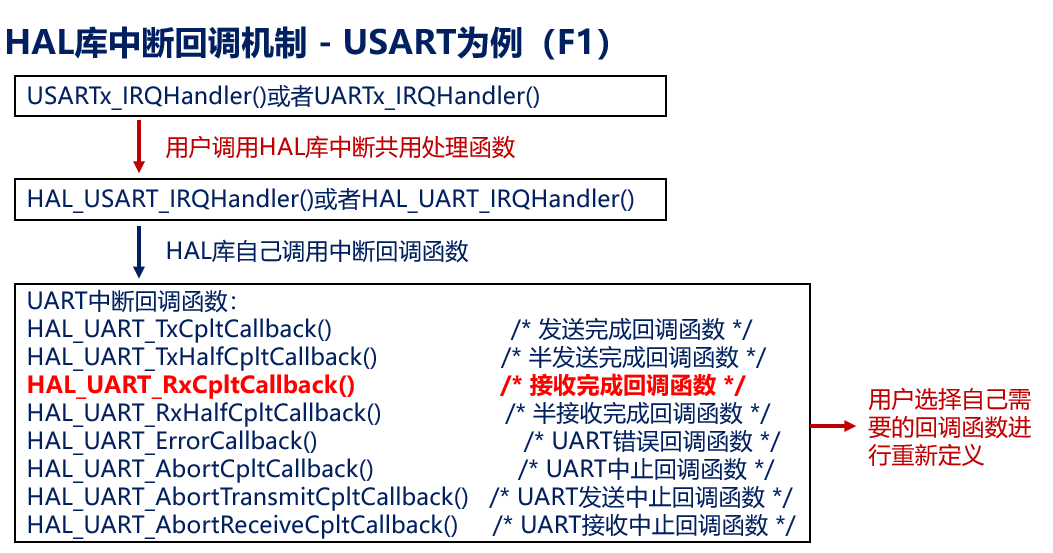 HAL库中断回调机制 - USART为例（F1）
USARTx_IRQHandler()或者UARTx_IRQHandler()
用户调用HAL库中断共用处理函数
HAL_USART_IRQHandler()或者HAL_UART_IRQHandler()
HAL库自己调用中断回调函数
UART中断回调函数：
HAL_UART_TxCpltCallback() /* 发送完成回调函数 */
HAL_UART_TxHalfCpltCallback() /* 半发送完成回调函数 */
HAL_UART_RxCpltCallback() /* 接收完成回调函数 */
HAL_UART_RxHalfCpltCallback() /* 半接收完成回调函数 */
HAL_UART_ErrorCallback() /* UART错误回调函数 */
HAL_UART_AbortCpltCallback() /* UART中止回调函数 */
HAL_UART_AbortTransmitCpltCallback() /* UART发送中止回调函数 */
HAL_UART_AbortReceiveCpltCallback() /* UART接收中止回调函数 */
用户选择自己需
要的回调函数进
行重新定义